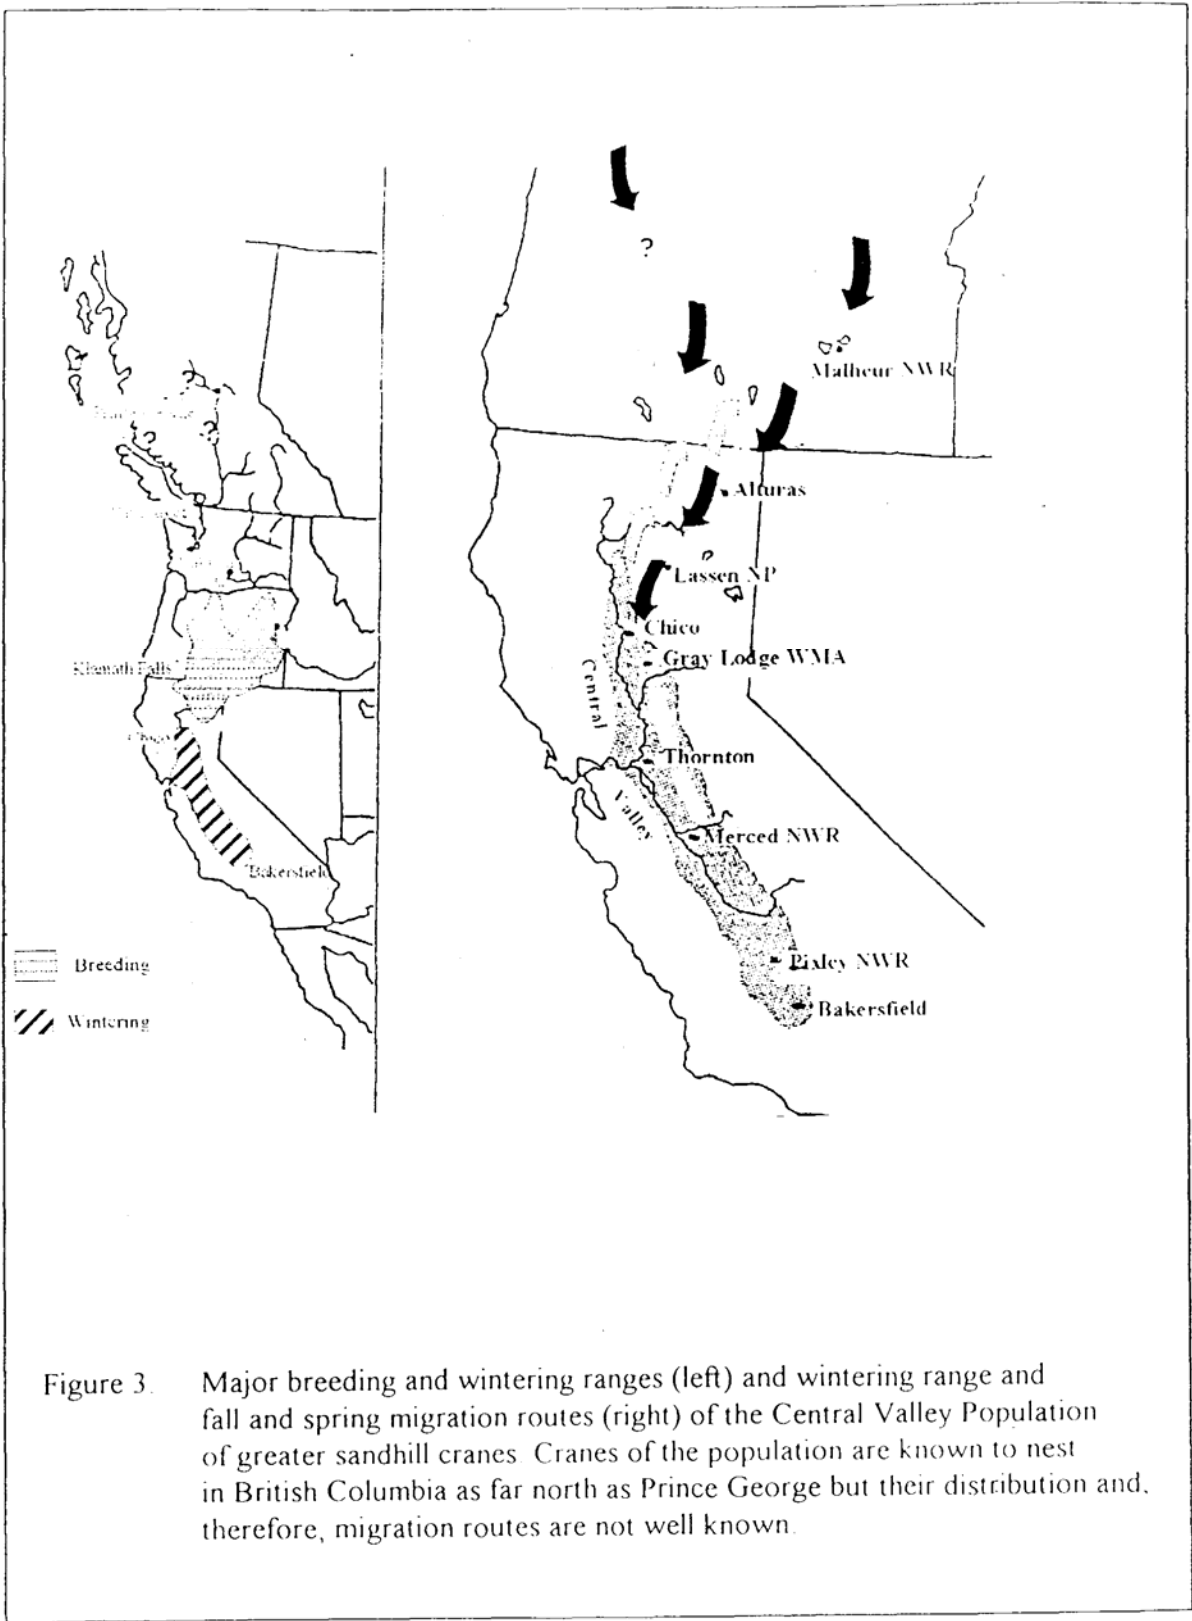 ?
Malheur NWR
Alturas
Lassen NP
Chico
Gray Lodge WMA
Central
Valley
Thornton
Merced NWR
Pixley NWR
Bakersfield
?
?
?
Klamath Falls
Chico
Bakersfield
Breeding
Wintering
Figure 3. Major breeding and wintering ranges (left) and wintering range and
fall and spring migration routes (right) of the Central Valley Population
of greater sandhill cranes. Cranes of the population are known to nest
in British Columbia as far north as Prince George but their distribution and,
therefore, migration routes are not well known.